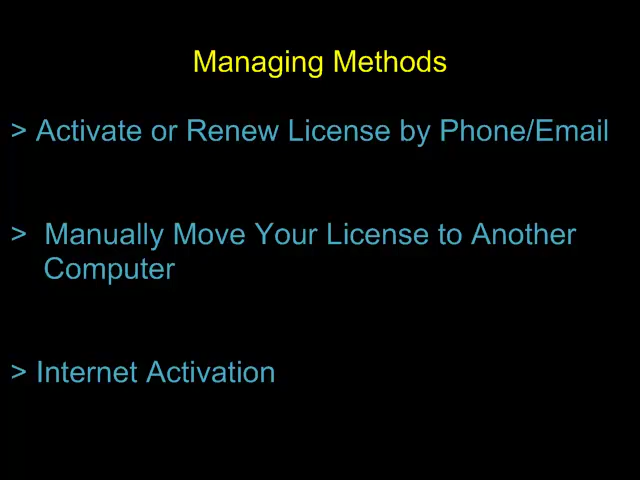 Managing Methods
> Activate or Renew License by Phone/Email
> Manually Move Your License to Another
Computer
> Internet Activation